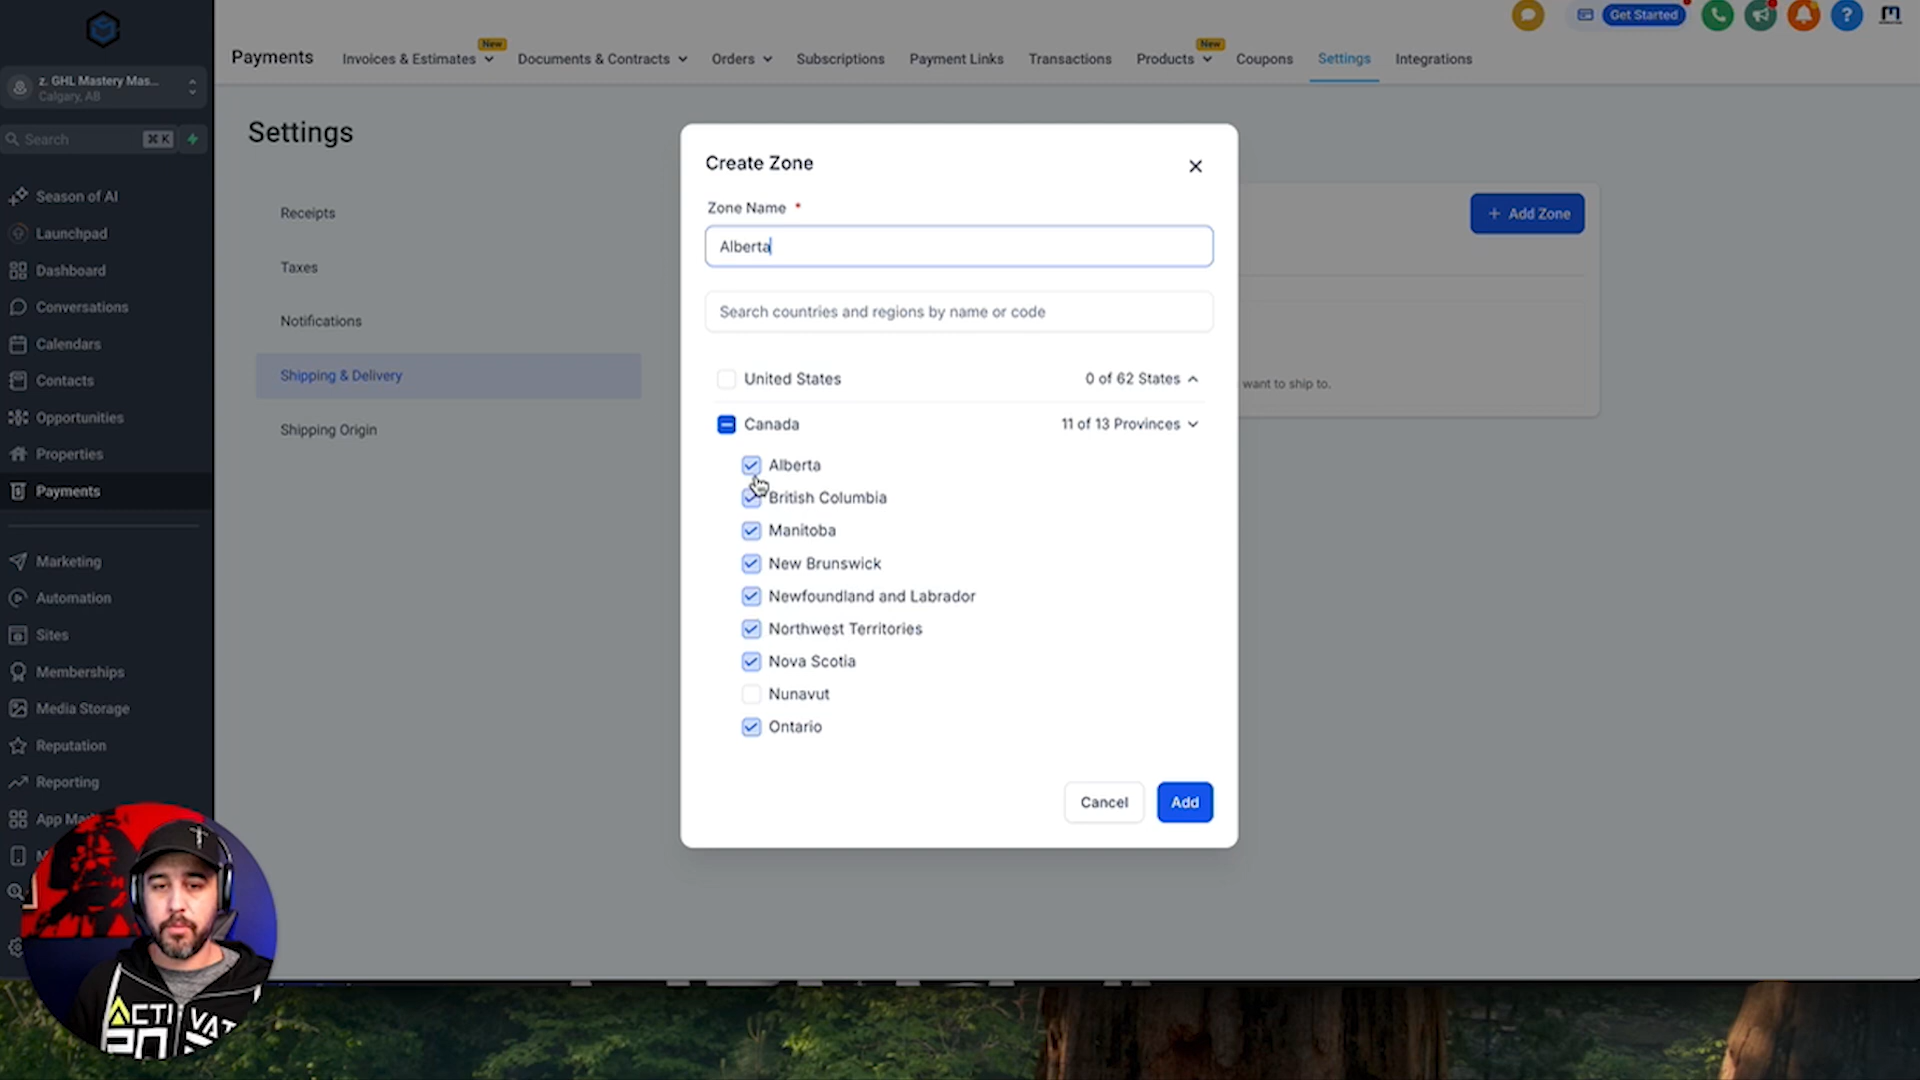 Get Started
z. GHL Mastery Mas...
Calgary, AB
Search
⌘ K
Season of AI
Launchpad
Dashboard
Conversations
Calendars
Contacts
Opportunities
Properties
Payments
Marketing
Automation
Sites
Memberships
Media Storage
Reputation
Reporting
Payments
Invoices & Estimates
New
Documents & Contracts
Orders
Subscriptions
Payment Links
Transactions
Products
New
Coupons
Settings
Integrations
Settings
Receipts
Taxes
Notifications
Shipping & Delivery
Shipping Origin
+ Add Zone
want to ship to.
Create Zone
Zone Name *
Alberta
Search countries and regions by name or code
United States
0 of 62 States
Canada
11 of 13 Provinces
Alberta
British Columbia
Manitoba
New Brunswick
Newfoundland and Labrador
Northwest Territories
Nova Scotia
Nunavut
Ontario
Cancel
Add